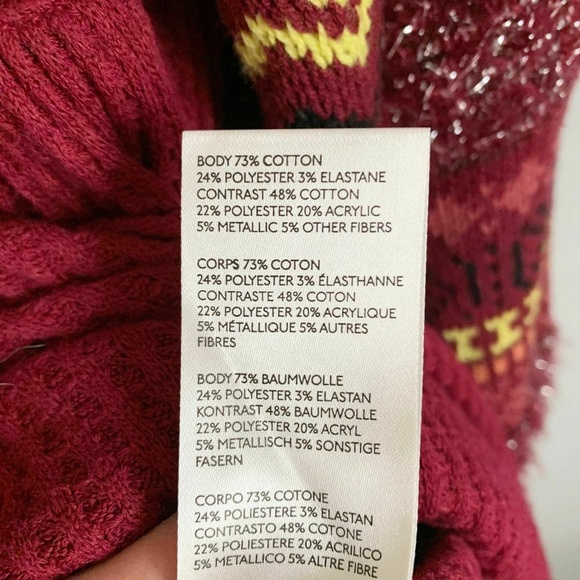 BODY 73% COTTON
24% POLYESTER 3% ELASTANE
CONTRAST 48% COTTON
22% POLYESTER 20% ACRYLIC
5% METALLIC 5% OTHER FIBERS
CORPS 73% COTON
24% POLYESTER 3% ÉLASTHANNE
CONTRASTE 48% COTON
22% POLYESTER 20% ACRYLIQUE
5% MÉTALLIQUE 5% AUTRES
FIBRES
BODY 73% BAUMWOLLE
24% POLYESTER 3% ELASTAN
KONTRAST 48% BAUMWOLLE
22% POLYESTER 20% ACRYL
5% METALLISCH 5% SONSTIGE
FASERN
CORPO 73% COTONE
24% POLIESTERE 3% ELASTAN
CONTRASTO 48% COTONE
22% POLIESTERE 20% ACRILICO
5% METALLICO 5% ALTRE FIBRE